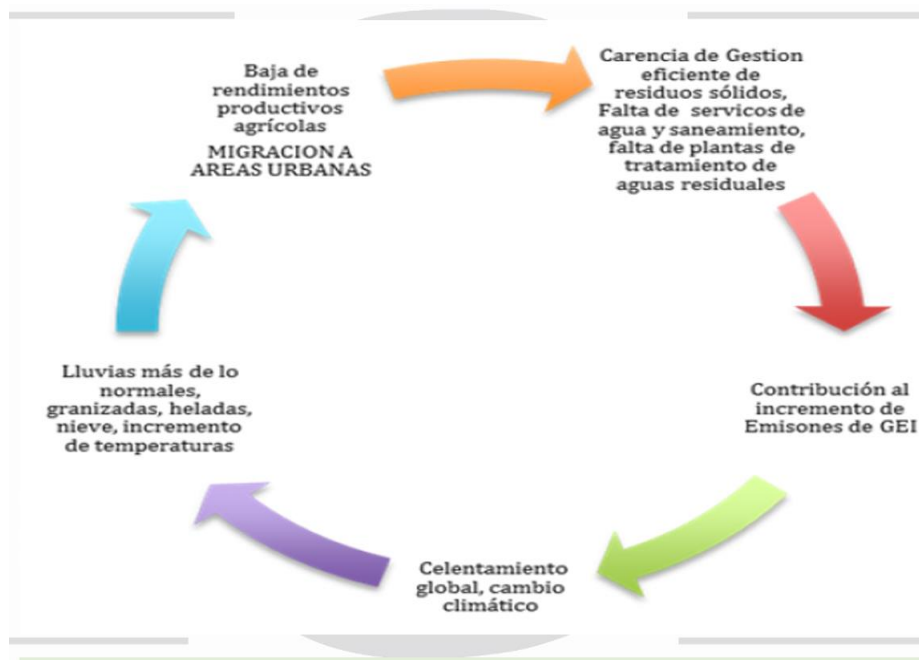 Baja de
rendimientos
productivos
agrícolas
MIGRACION A
AREAS URBANAS
Carencia de Gestion
eficiente de
residuos sólidos,
Falta de servicos de
agua y saneamiento,
falta de plantas de
tratamiento de
aguas residuales
Contribución al
incremento de
Emisones de GEI
Celentamiento
global, cambio
climático
Lluvias más de lo
normales,
granizadas, heladas,
nieve, incremento
de temperaturas